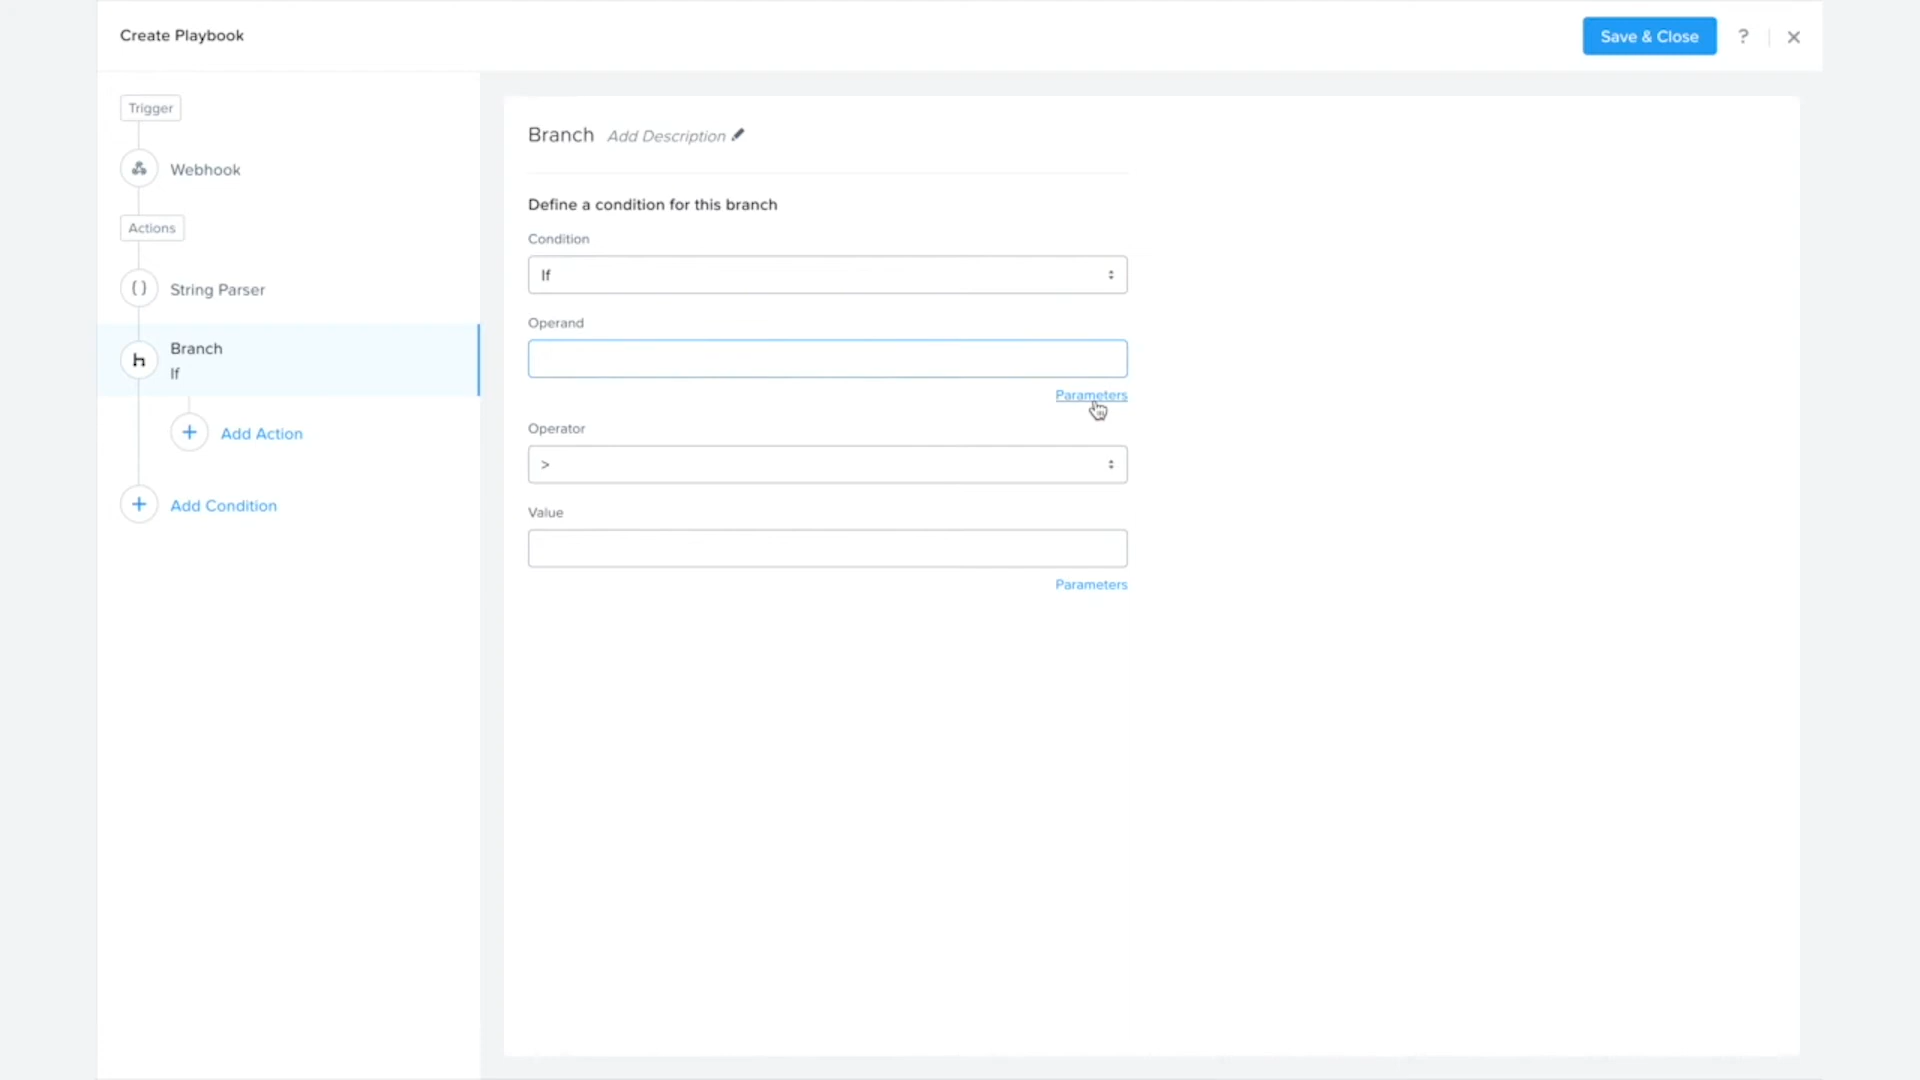 Create Playbook
Save & Close
?
Trigger
Webhook
Actions
String Parser
Branch
If
Add Action
Add Condition
Branch Add Description
Define a condition for this branch
Condition
If
Operand
Parameters
Operator
>
Value
Parameters